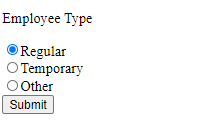 Employee Type
Regular
Temporary
Other
Submit